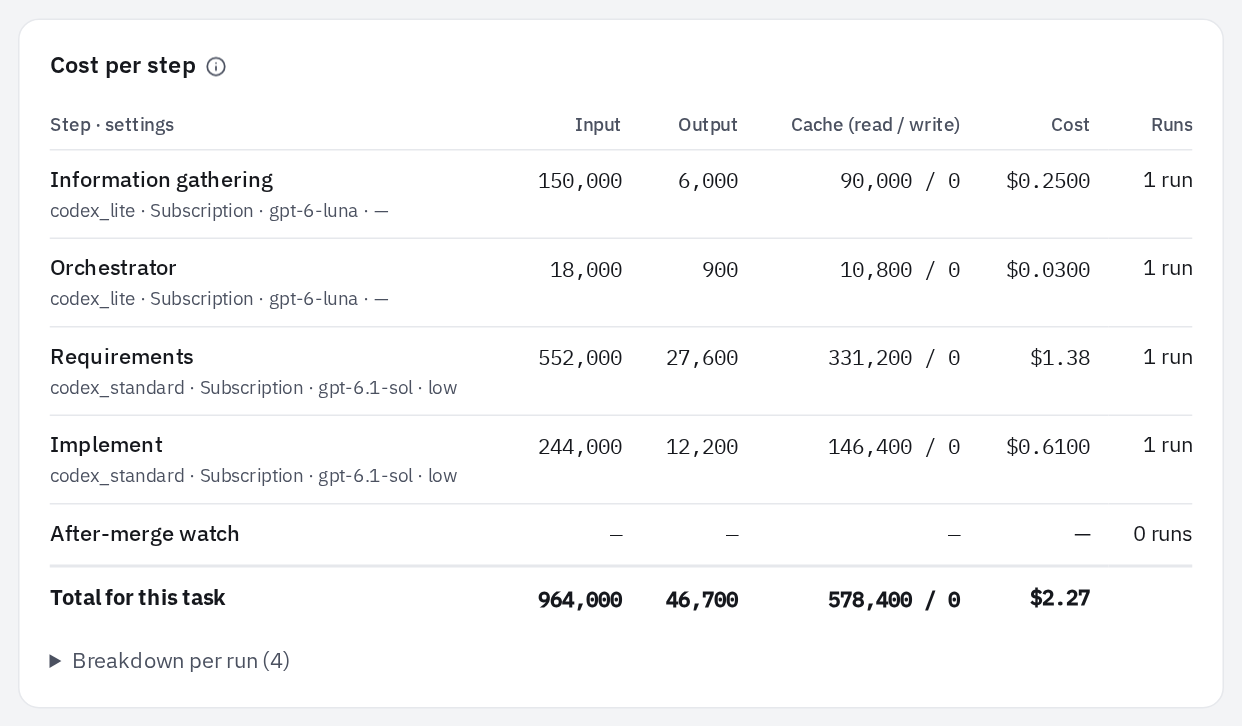 Cost per step
Step · settings Input Output Cache (read / write) Cost Runs
Information gathering 150,000 6,000 90,000 / 0 $0.2500 1 run
codex_lite · Subscription · gpt-6-luna · —
Orchestrator 18,000 900 10,800 / 0 $0.0300 1 run
codex_lite · Subscription · gpt-6-luna · —
Requirements 552,000 27,600 331,200 / 0 $1.38 1 run
codex_standard · Subscription · gpt-6.1-sol · low
Implement 244,000 12,200 146,400 / 0 $0.6100 1 run
codex_standard · Subscription · gpt-6.1-sol · low
After-merge watch — — — — 0 runs
Total for this task 964,000 46,700 578,400 / 0 $2.27
▶ Breakdown per run (4)